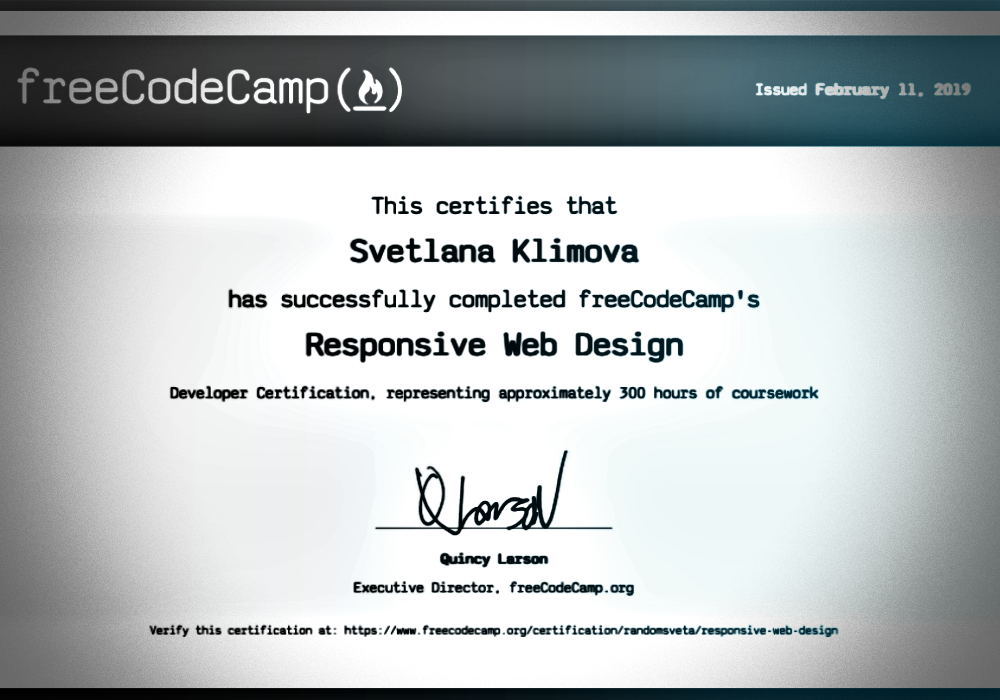 freeCodeCamp(🔥)
Issued February 11, 2019
This certifies that
Svetlana Klimova
has successfully completed freeCodeCamp's
Responsive Web Design
Developer Certification, representing approximately 300 hours of coursework
QLarson
Quincy Larson
Executive Director, freeCodeCamp.org
Verify this certification at: https://www.freecodecamp.org/certification/randomsveta/responsive-web-design